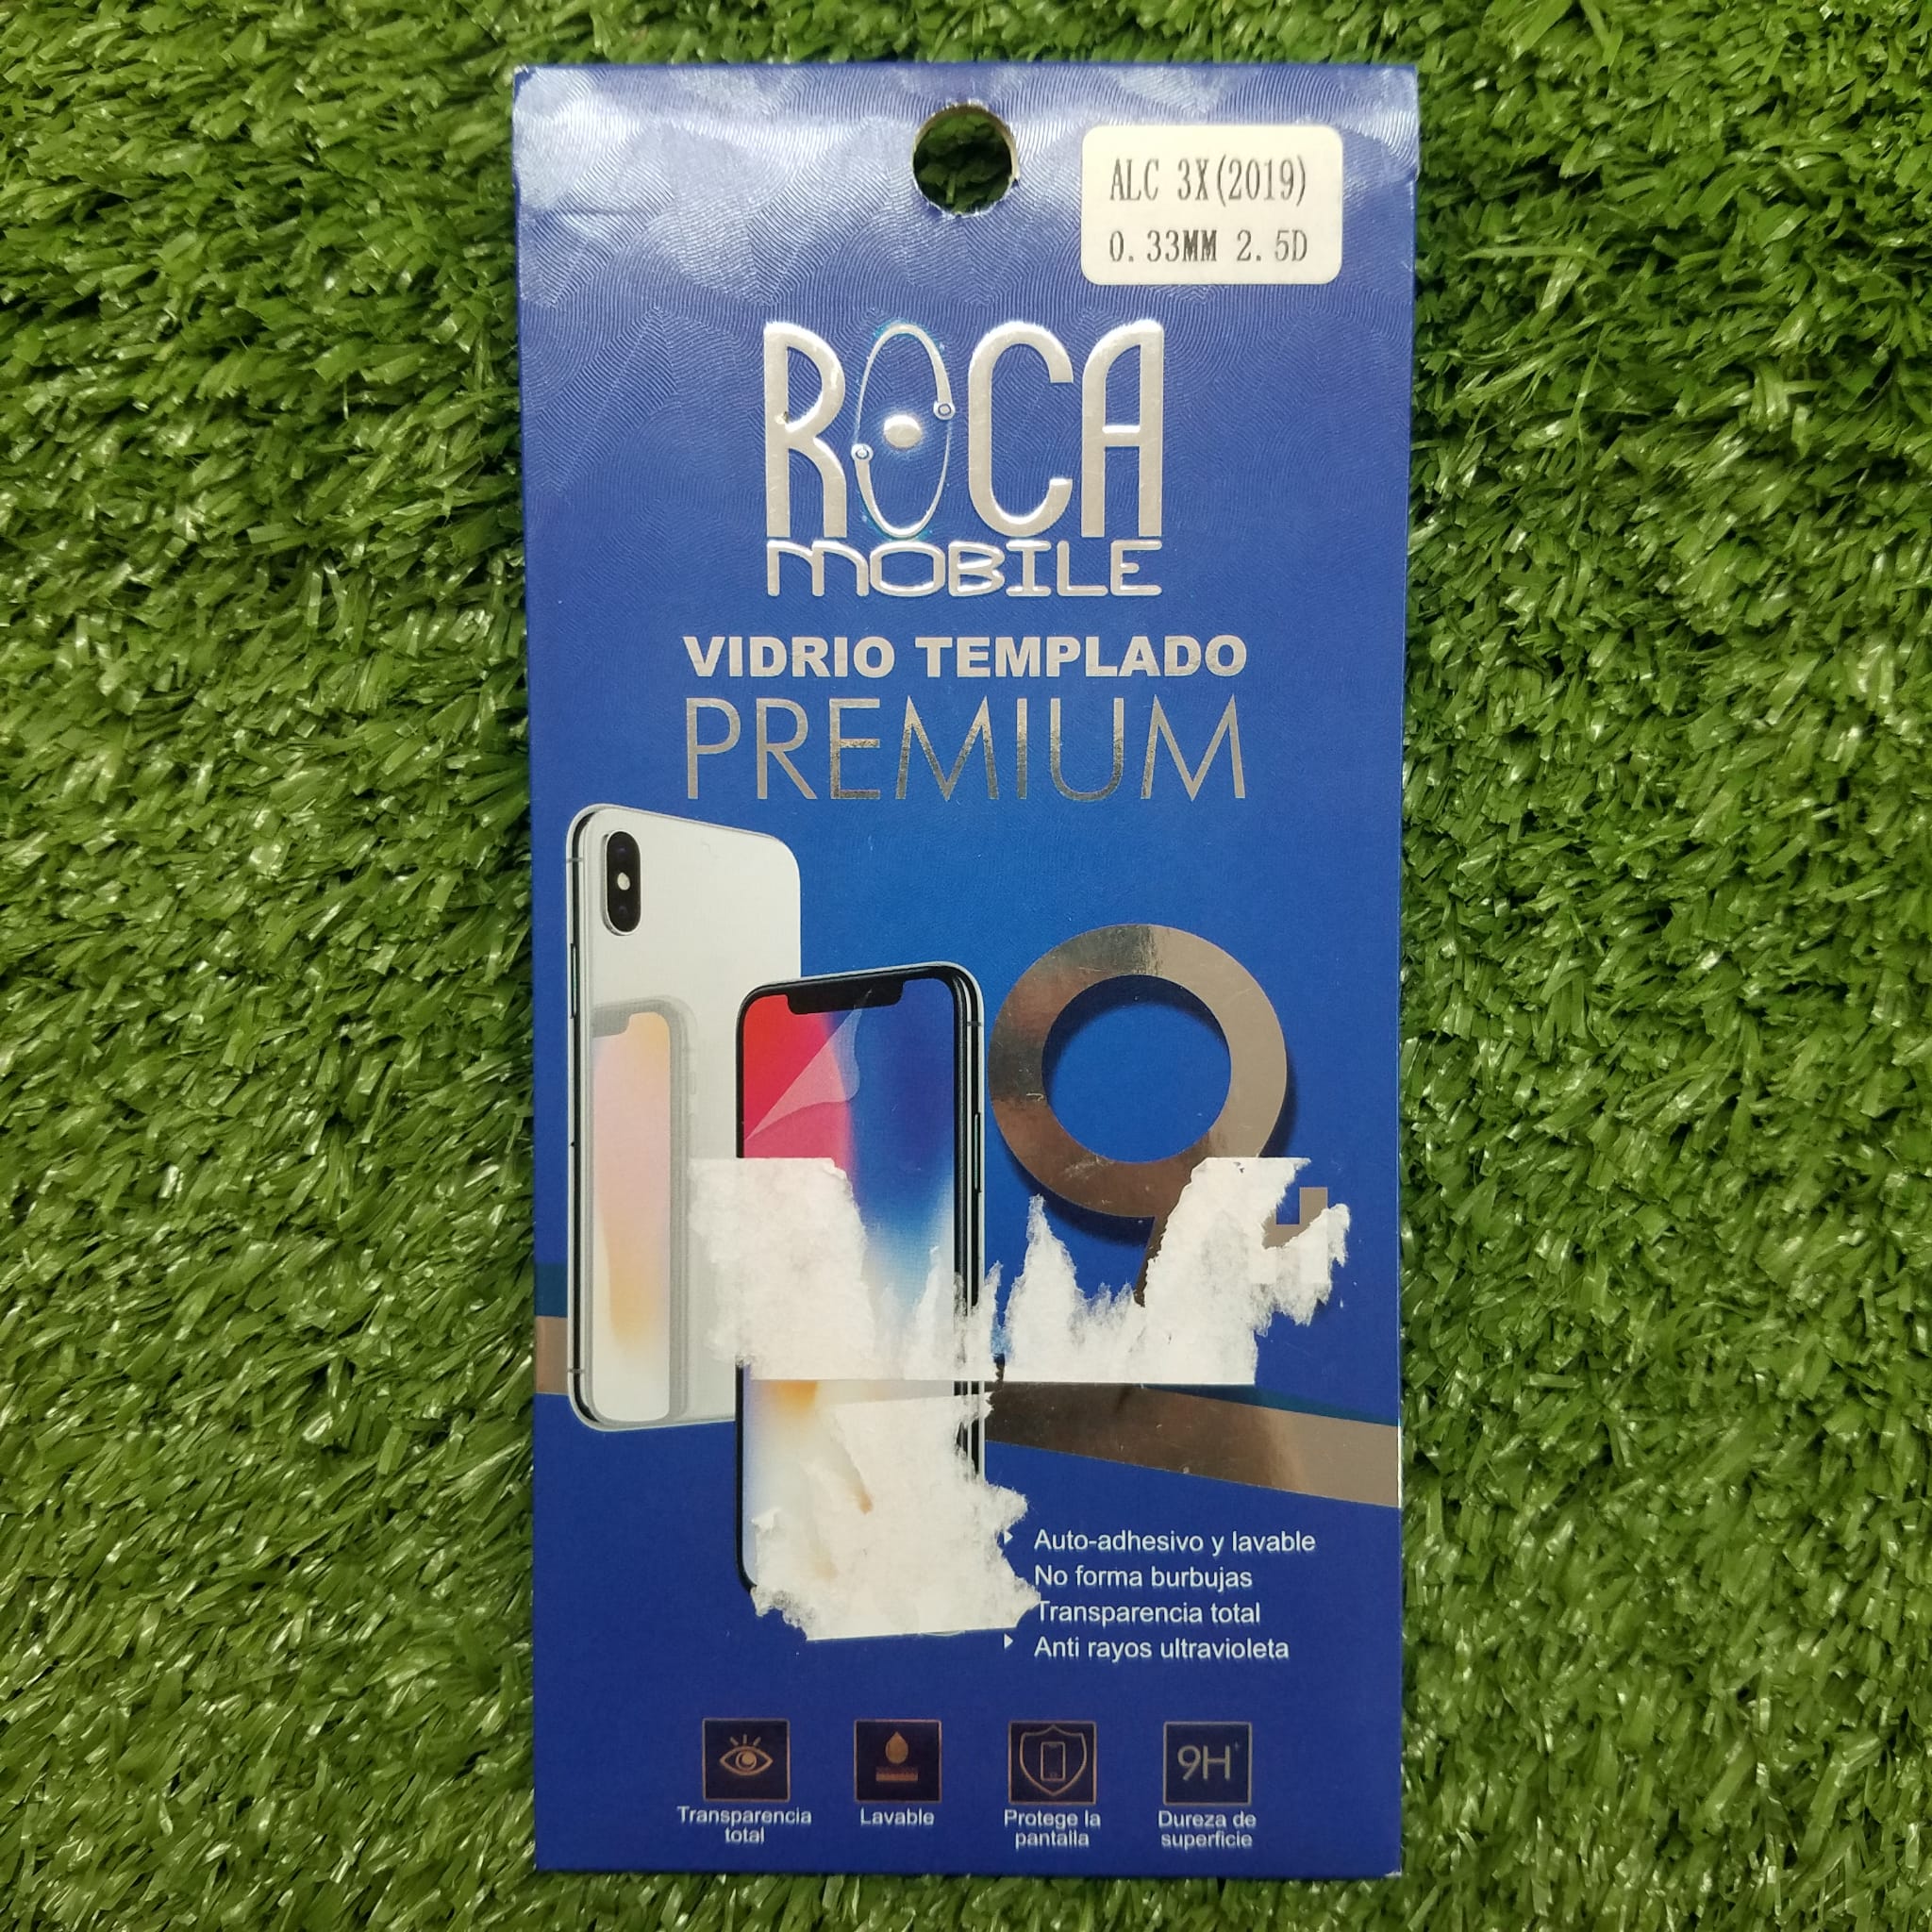 ALC 3X(2019)
0.33MM 2.5D
ROCA
MOBILE
VIDRIO TEMPLADO
PREMIUM
9H
Auto-adhesivo y lavable
No forma burbujas
Transparencia total
Anti rayos ultravioleta
9H+
Transparencia
total
Lavable
Protege la
pantalla
Dureza de
superficie